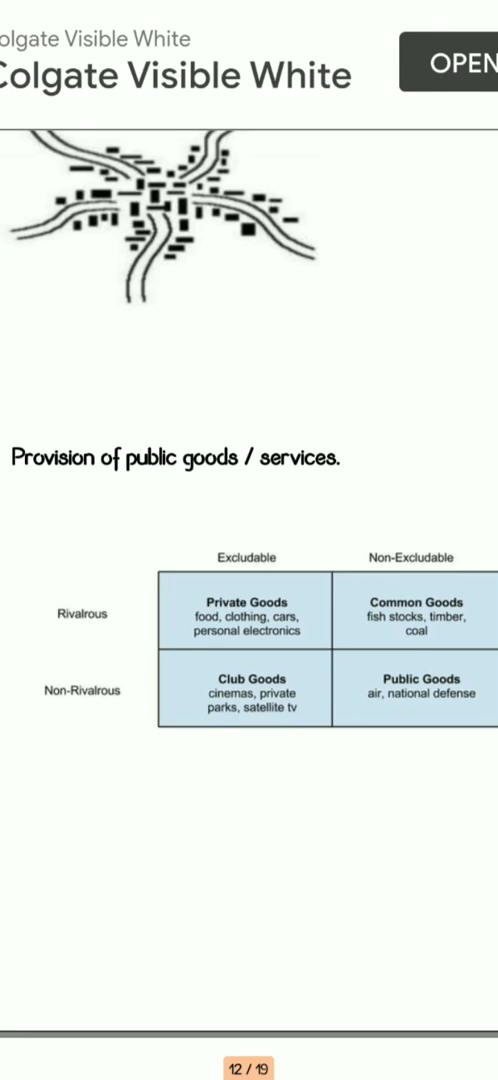 olgate Visible White
Colgate Visible White
OPEN
Provision of public goods / services.
Excludable Non-Excludable
Rivalrous
Private Goods
food, clothing, cars,
personal electronics
Common Goods
fish stocks, timber,
coal
Non-Rivalrous
Club Goods
cinemas, private
parks, satellite tv
Public Goods
air, national defense
12 / 19